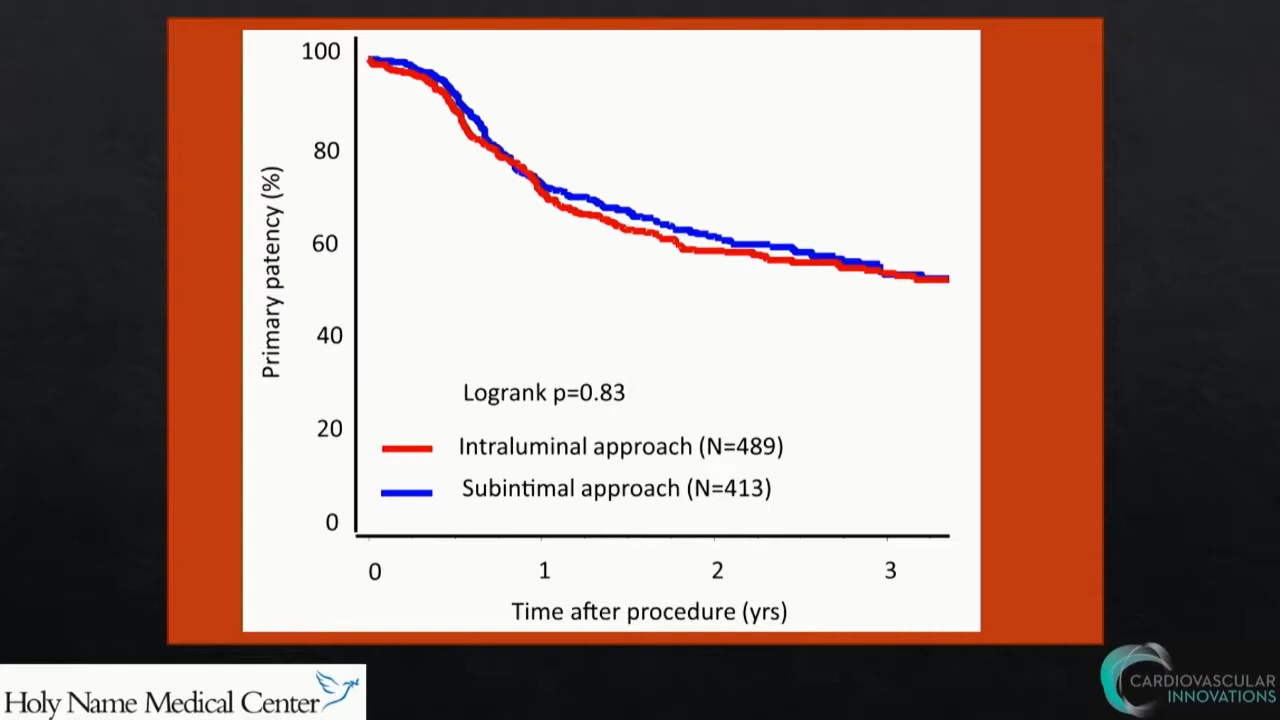 100
80
60
40
20
0
Primary patency (%)
Logrank p=0.83
Intraluminal approach (N=489)
Subintimal approach (N=413)
0 1 2 3
Time after procedure (yrs)
Holy Name Medical Center
CARDIOVASCULAR
INNOVATIONS